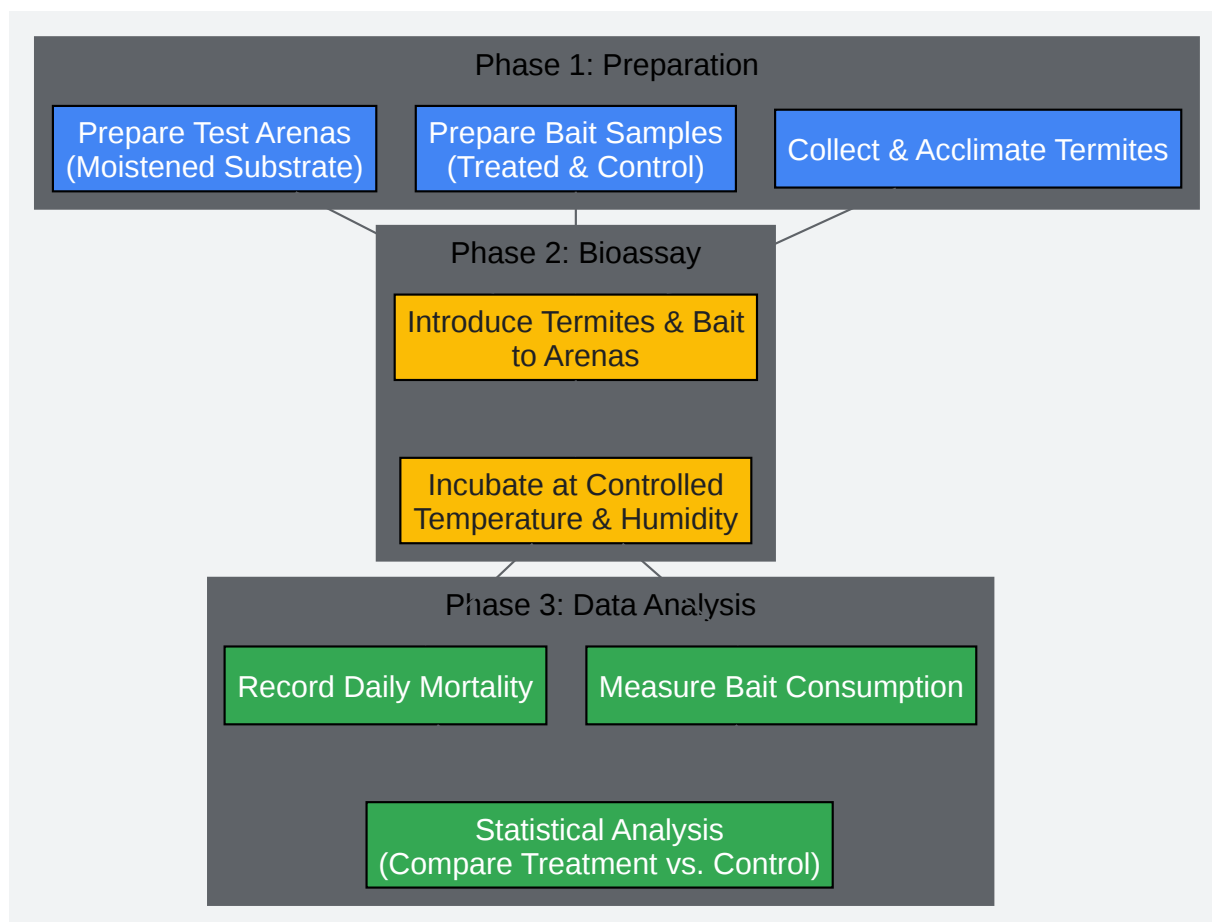 Phase 1: Preparation
Prepare Test Arenas
(Moistened Substrate)
Prepare Bait Samples
(Treated & Control)
Collect & Acclimate Termites
Phase 2: Bioassay
Introduce Termites & Bait
to Arenas
Incubate at Controlled
Temperature & Humidity
Phase 3: Data Analysis
Record Daily Mortality
Measure Bait Consumption
Statistical Analysis
(Compare Treatment vs. Control)